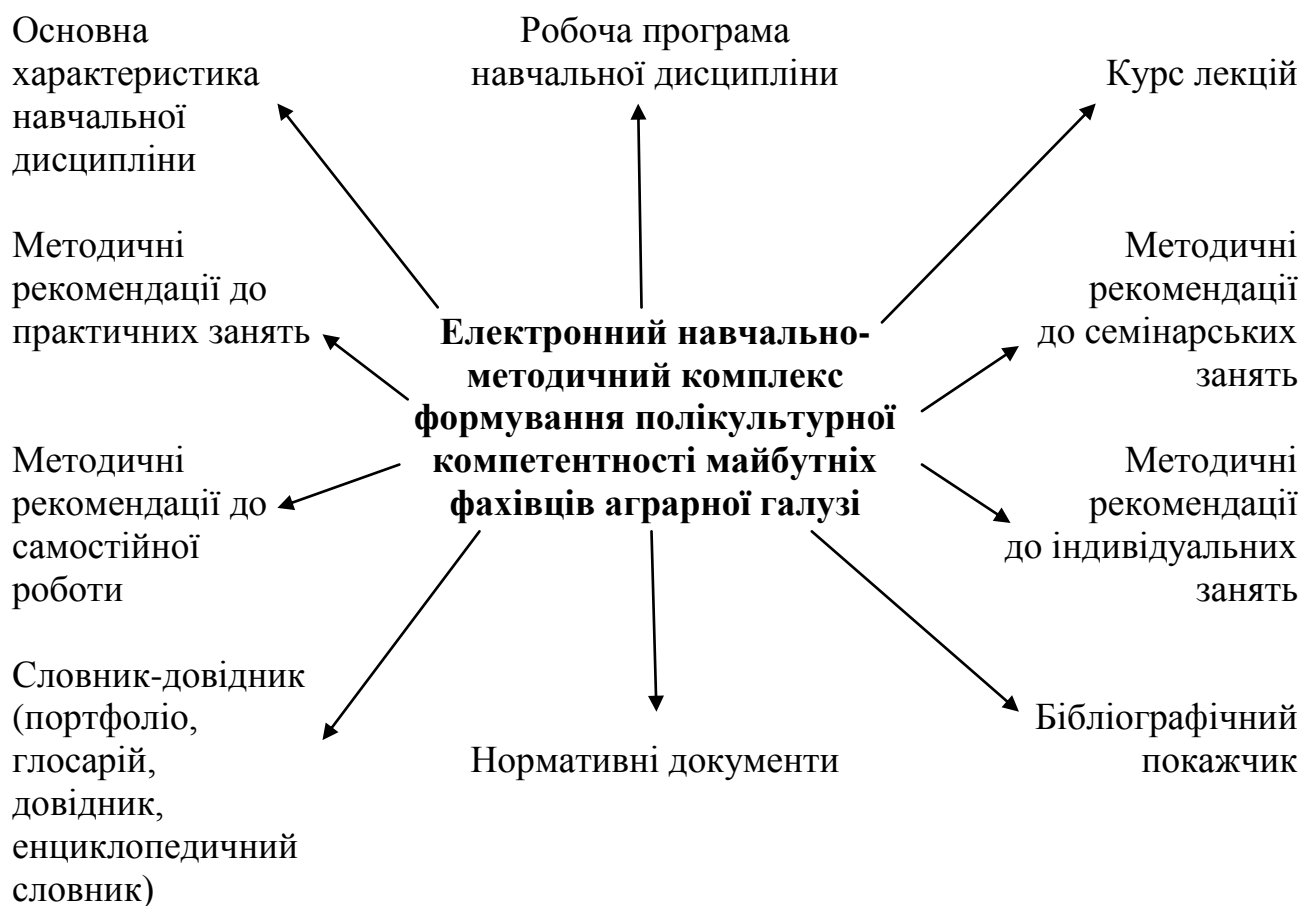 Основна
характеристика
навчальної
дисципліни
Робоча програма
навчальної дисципліни
Курс лекцій
Методичні
рекомендації до
практичних занять
Методичні
рекомендації
до семінарських
занять
Електронний навчально-
методичний комплекс
формування полікультурної
компетентності майбутніх
фахівців аграрної галузі
Методичні
рекомендації до
самостійної
роботи
Методичні
рекомендації
до індивідуальних
занять
Словник-довідник
(портфоліо,
глосарій,
довідник,
енциклопедичний
словник)
Нормативні документи
Бібліографічний
покажчик